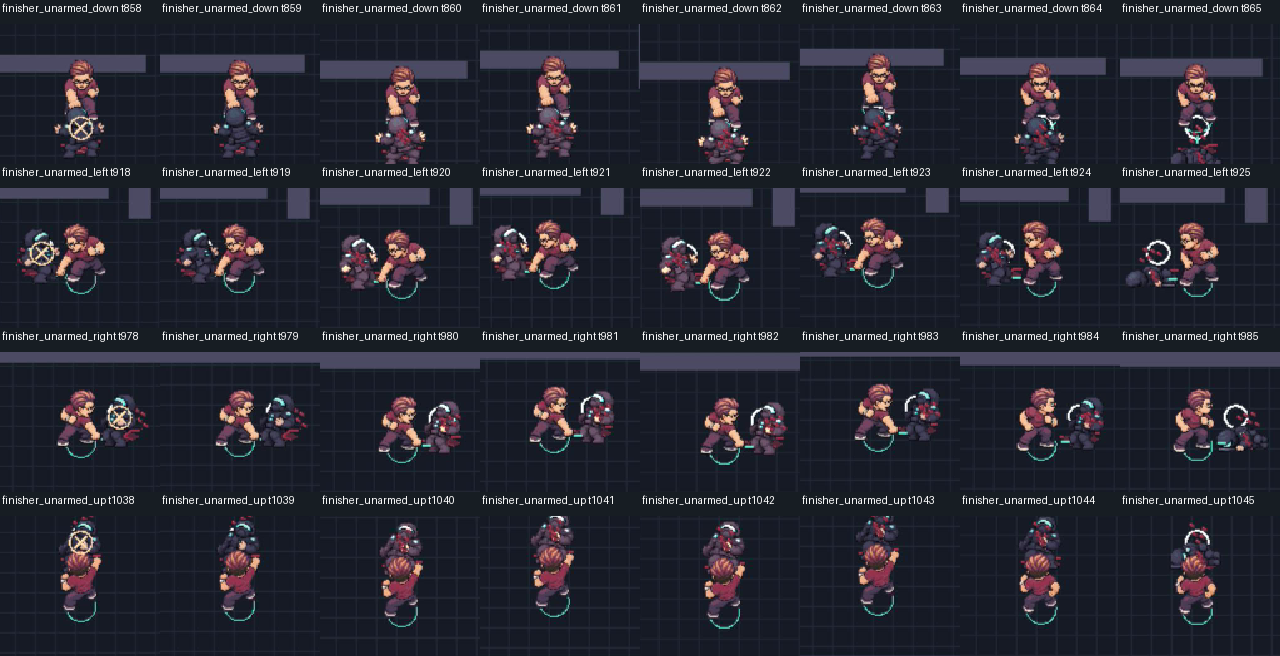 finisher_unarmed_down t858
finisher_unarmed_down t859
finisher_unarmed_down t860
finisher_unarmed_down t861
finisher_unarmed_down t862
finisher_unarmed_down t863
finisher_unarmed_down t864
finisher_unarmed_down t865
finisher_unarmed_left t918
finisher_unarmed_left t919
finisher_unarmed_left t920
finisher_unarmed_left t921
finisher_unarmed_left t922
finisher_unarmed_left t923
finisher_unarmed_left t924
finisher_unarmed_left t925
finisher_unarmed_right t978
finisher_unarmed_right t979
finisher_unarmed_right t980
finisher_unarmed_right t981
finisher_unarmed_right t982
finisher_unarmed_right t983
finisher_unarmed_right t984
finisher_unarmed_right t985
finisher_unarmed_up t1038
finisher_unarmed_up t1039
finisher_unarmed_up t1040
finisher_unarmed_up t1041
finisher_unarmed_up t1042
finisher_unarmed_up t1043
finisher_unarmed_up t1044
finisher_unarmed_up t1045